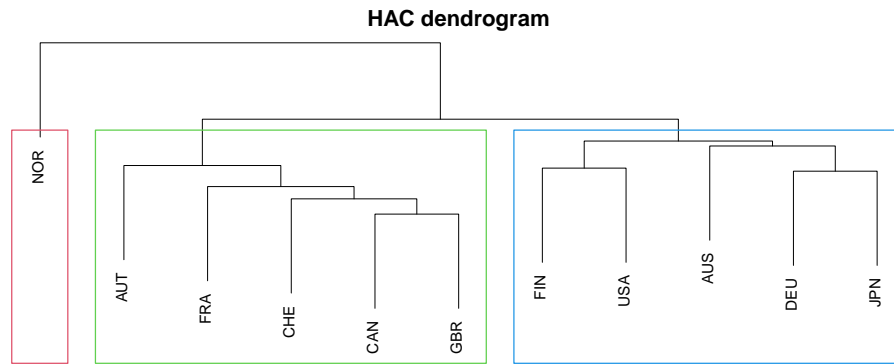 HAC dendrogram
NOR
AUT
FRA
CHE
CAN
GBR
FIN
USA
AUS
DEU
JPN